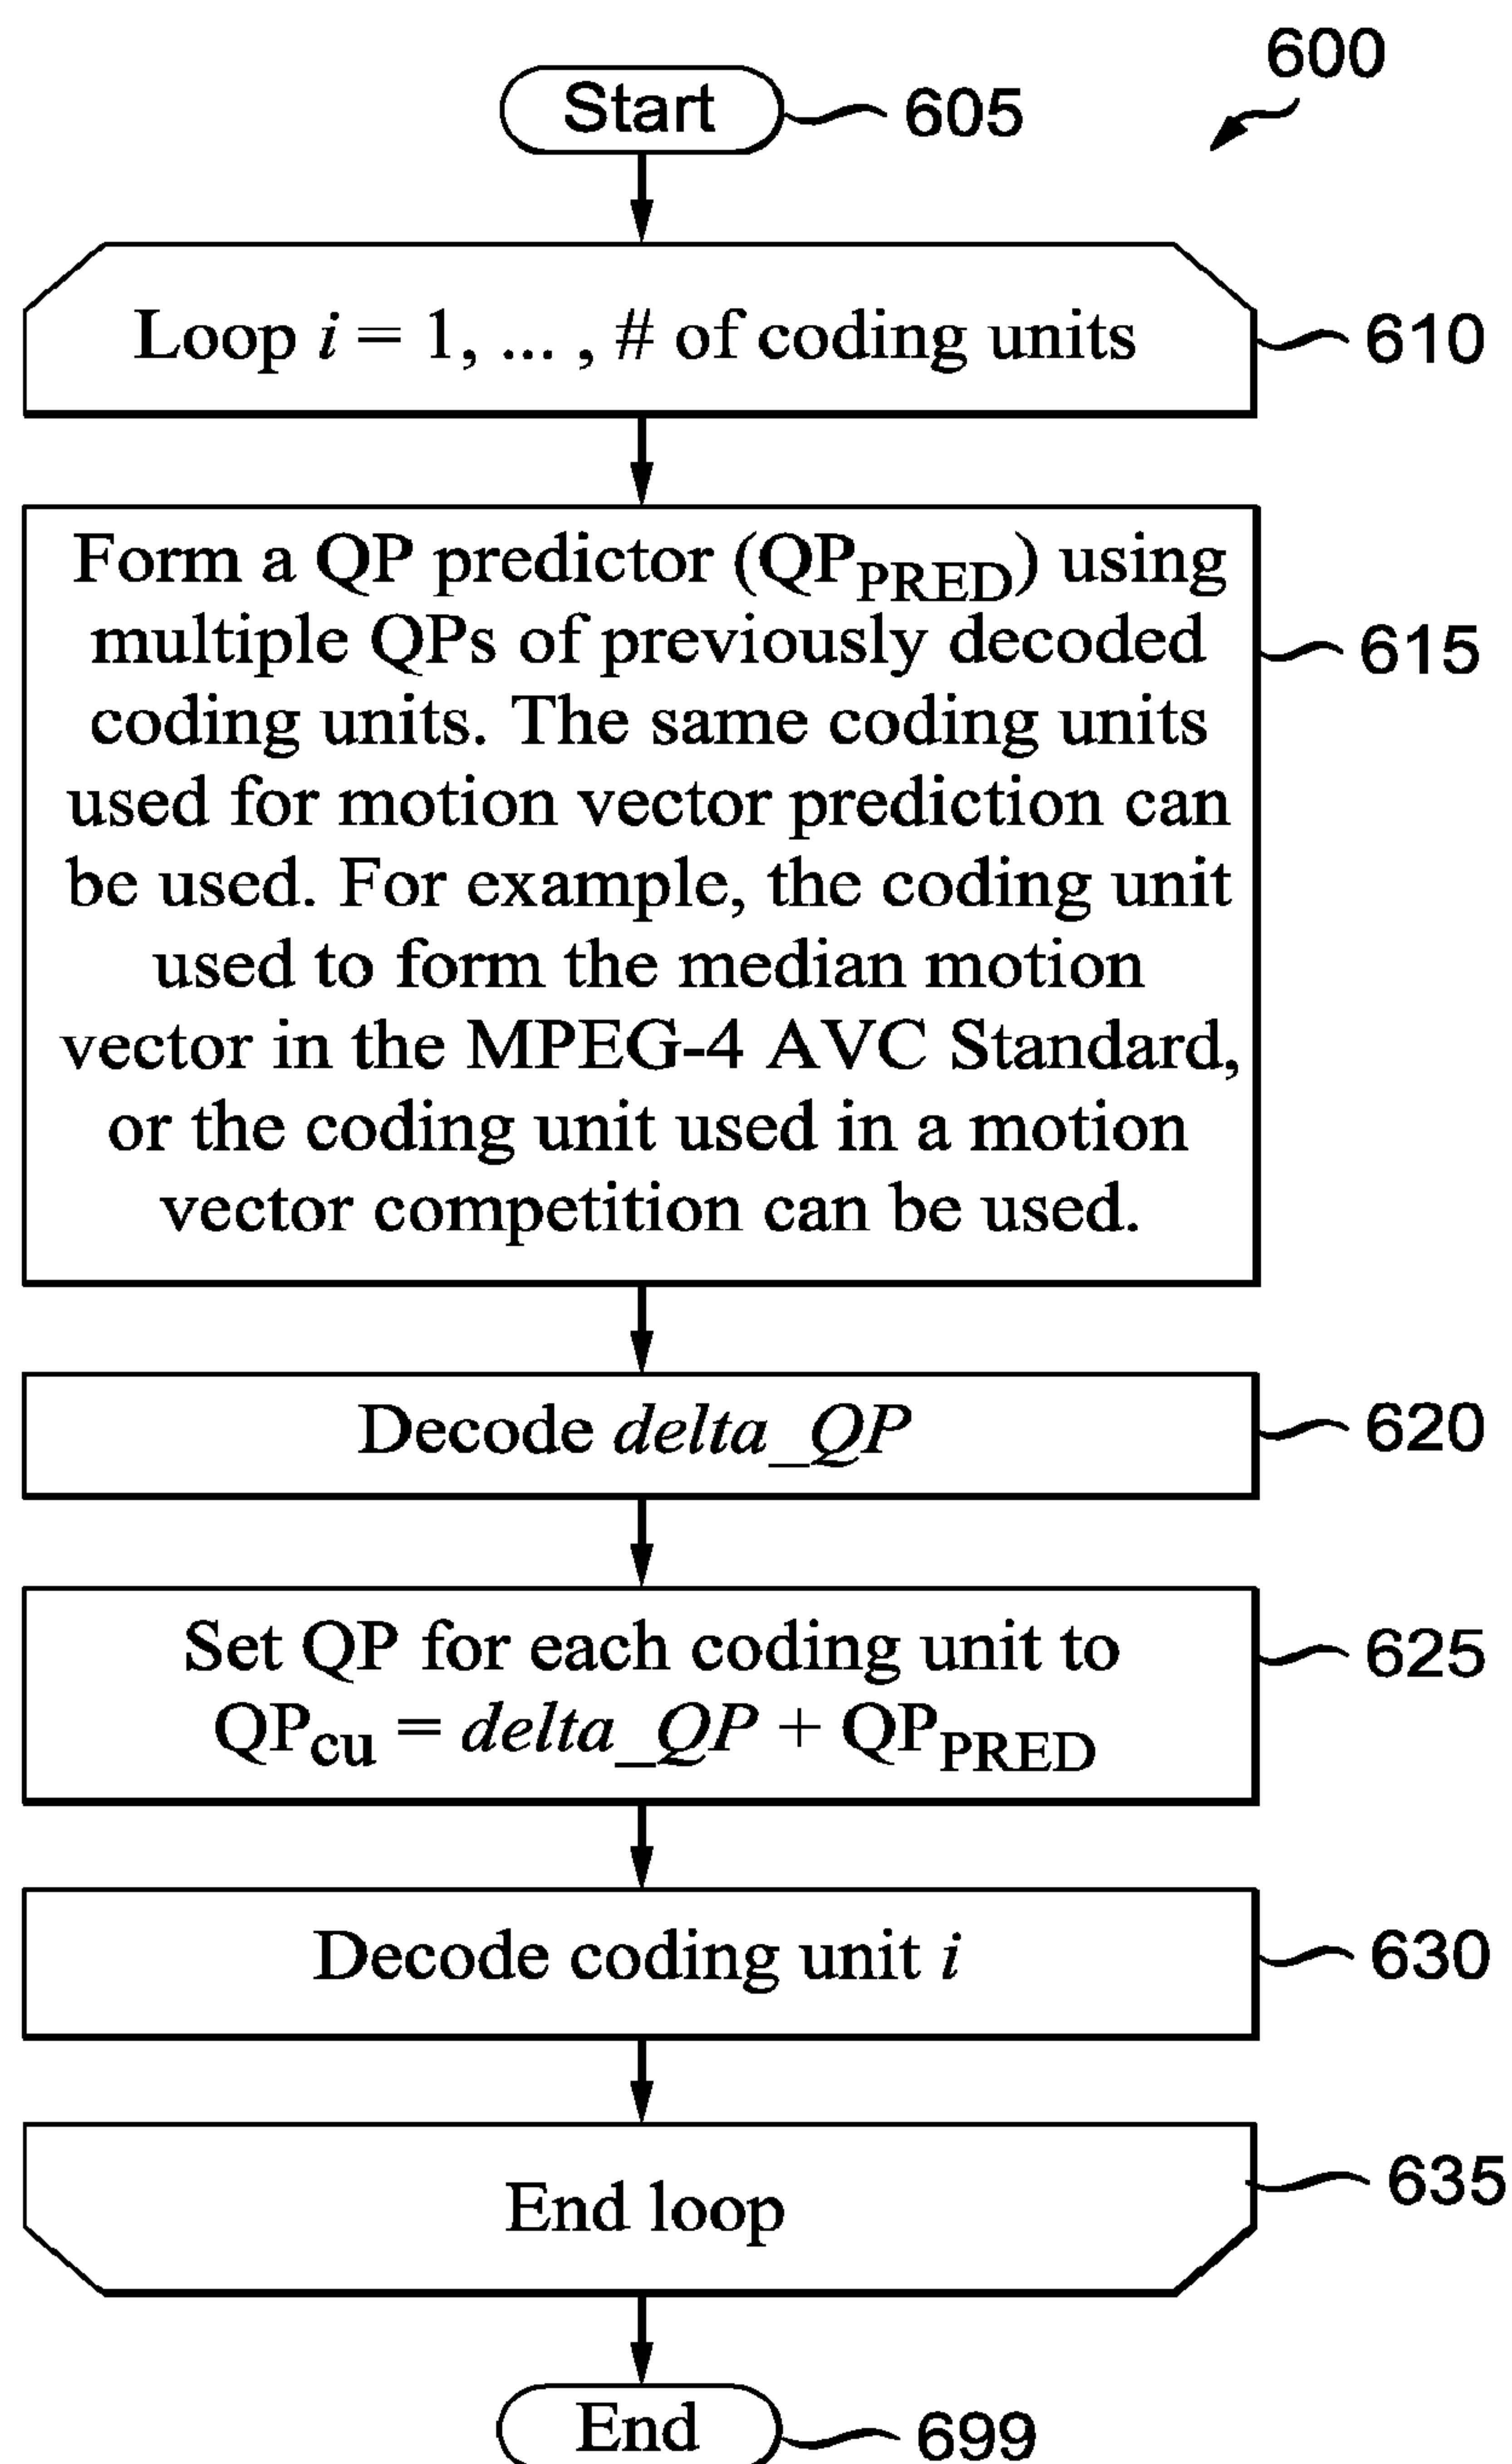 600
Start
605
Loop i = 1, ... , # of coding units
610
Form a QP predictor (QPPRED) using
multiple QPs of previously decoded
coding units. The same coding units
used for motion vector prediction can
be used. For example, the coding unit
used to form the median motion
vector in the MPEG-4 AVC Standard,
or the coding unit used in a motion
vector competition can be used.
615
Decode delta_QP
620
Set QP for each coding unit to
QPcu = delta_QP + QPPRED
625
Decode coding unit i
630
End loop
635
End
699